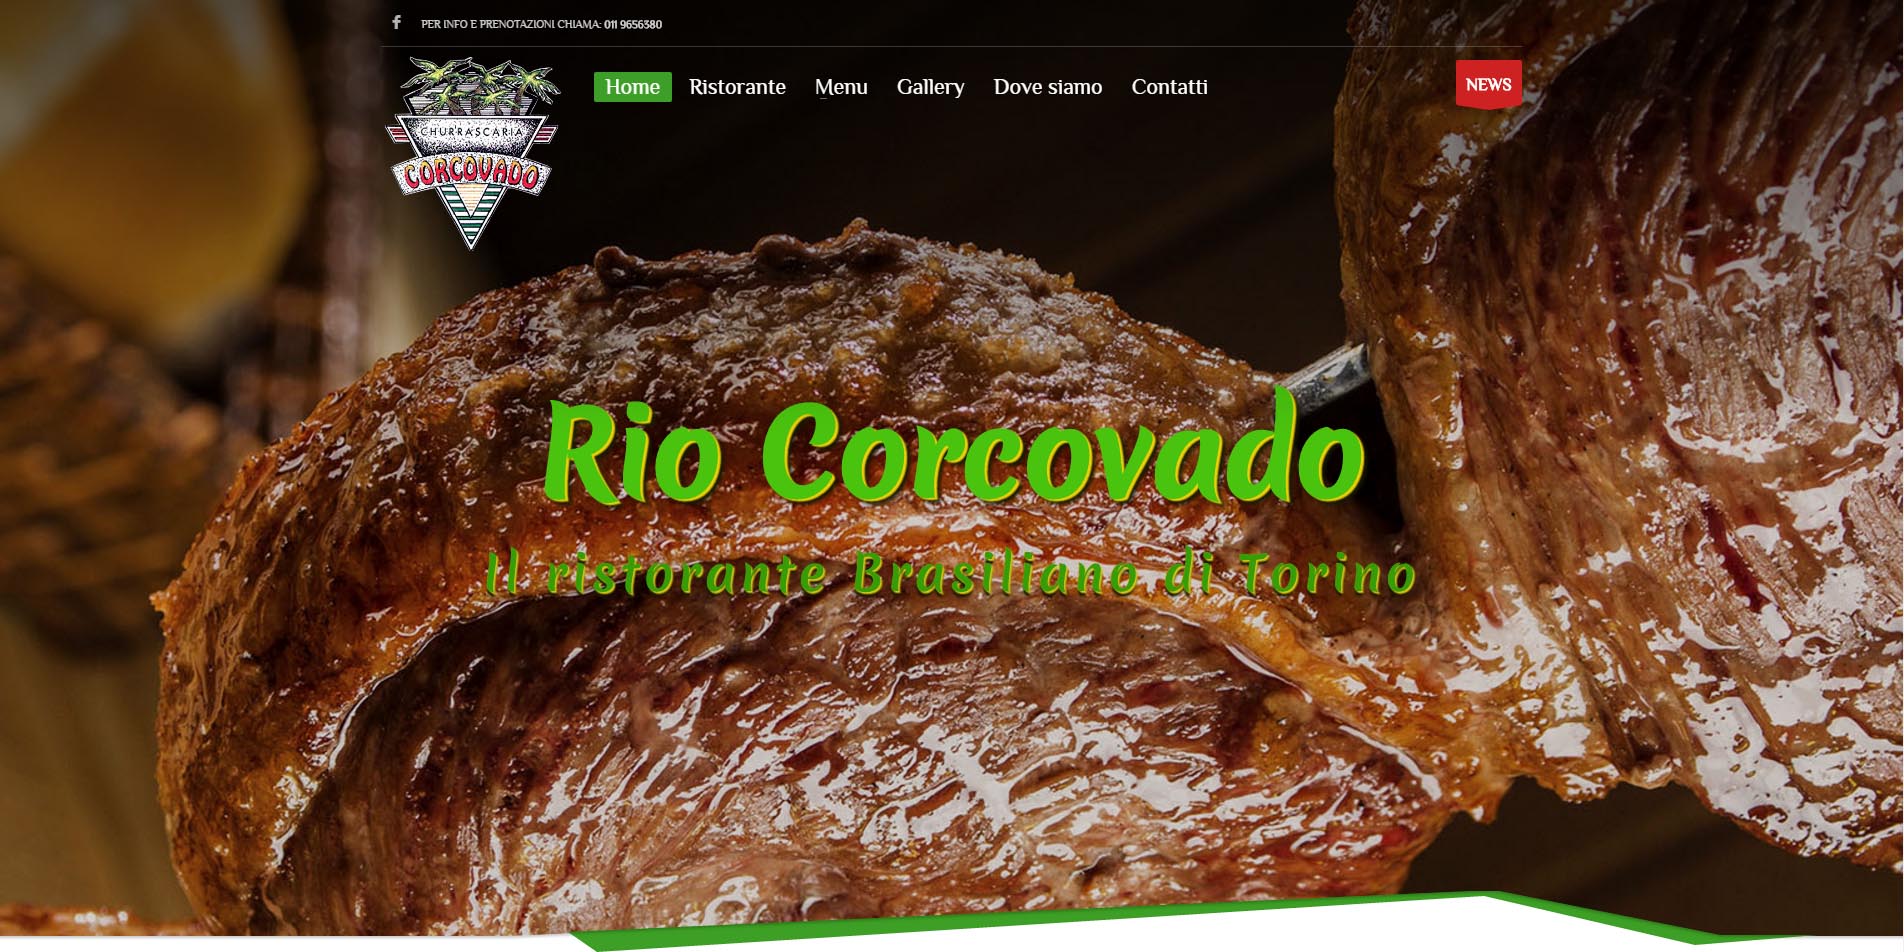 PER INFO E PRENOTAZIONI CHIAMA: 011 9656380
Home Ristorante Menu Gallery Dove siamo Contatti NEWS
CHURRASCARIA
CORCOVADO
Rio Corcovado
Il ristorante Brasiliano di Torino